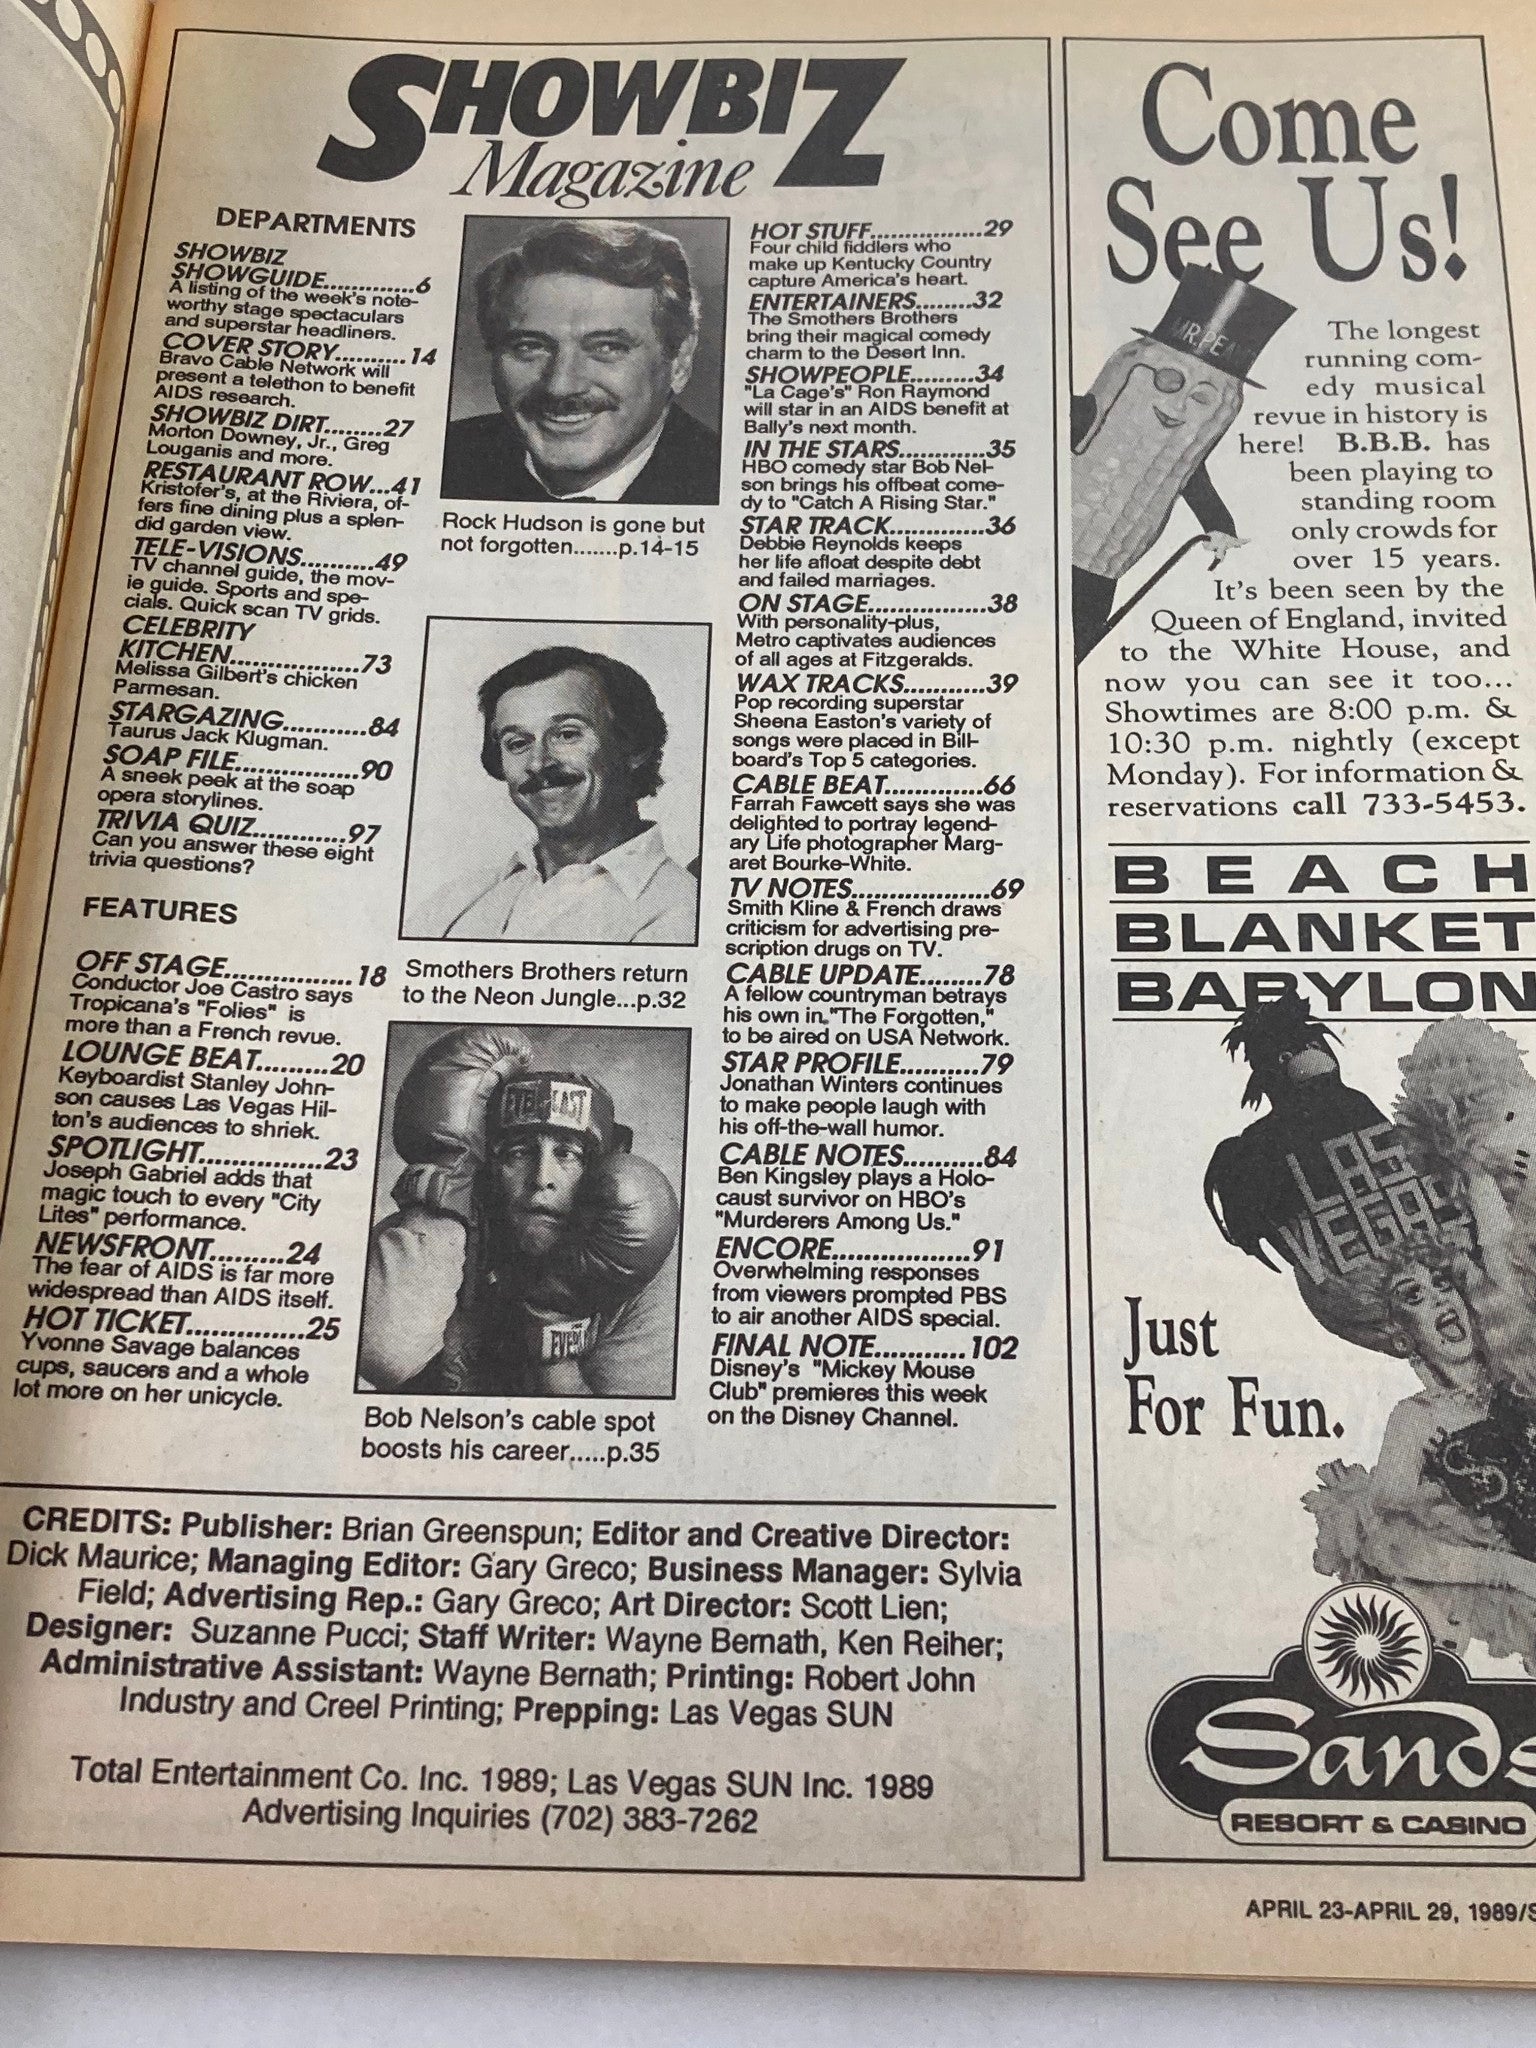 SHOWBIZ
Magazine
DEPARTMENTS
SHOWBIZ
SHOWGUIDE.............6
A listing of the week's note-
worthy stage spectaculars
and superstar headliners.
COVER STORY..........14
Bravo Cable Network will
present a telethon to benefit
AIDS research.
SHOWBIZ DIRT........27
Morton Downey, Jr., Greg
Louganis and more.
RESTAURANT ROW...41
Kristofer's, at the Riviera, of-
fers fine dining plus a splen-
did garden view.
TELE-VISIONS..........49
TV channel guide, the mov-
ie guide. Sports and spe-
cials. Quick scan TV grids.
CELEBRITY
KITCHEN..................73
Melissa Gilbert's chicken
Parmesan.
STARGAZING............84
Taurus Jack Klugman.
SOAP FILE.................90
A sneek peek at the soap
opera storylines.
TRIVIA QUIZ.............97
Can you answer these eight
trivia questions?
FEATURES
OFF STAGE..............18
Conductor Joe Castro says
Tropicana's "Folies" is
more than a French revue.
LOUNGE BEAT..........20
Keyboardist Stanley John-
son causes Las Vegas Hil-
ton's audiences to shriek.
SPOTLIGHT...............23
Joseph Gabriel adds that
magic touch to every "City
Lites" performance.
NEWSFRONT.........24
The fear of AIDS is far more
widespread than AIDS itself.
HOT TICKET..............25
Yvonne Savage balances
cups, saucers and a whole
lot more on her unicycle.
Rock Hudson is gone but
not forgotten.......p.14-15
Smothers Brothers return
to the Neon Jungle...p.32
EVERLAST
EVER
Bob Nelson's cable spot
boosts his career.....p.35
HOT STUFF.................29
Four child fiddlers who
make up Kentucky Country
capture America's heart.
ENTERTAINERS........32
The Smothers Brothers
bring their magical comedy
charm to the Desert Inn.
SHOWPEOPLE..........34
"La Cage's" Ron Raymond
will star in an AIDS benefit at
Bally's next month.
IN THE STARS............35
HBO comedy star Bob Nel-
son brings his offbeat come-
dy to "Catch A Rising Star."
STAR TRACK.............36
Debbie Reynolds keeps
her life afloat despite debt
and failed marriages.
ON STAGE.................38
With personality-plus,
Metro captivates audiences
of all ages at Fitzgeralds.
WAX TRACKS............39
Pop recording superstar
Sheena Easton's variety of
songs were placed in Bill-
board's Top 5 categories.
CABLE BEAT..............66
Farrah Fawcett says she was
delighted to portray legend-
ary Life photographer Marg-
aret Bourke-White.
TV NOTES...................69
Smith Kline & French draws
criticism for advertising pre-
scription drugs on TV.
CABLE UPDATE.........78
A fellow countryman betrays
his own in "The Forgotten,"
to be aired on USA Network.
STAR PROFILE..........79
Jonathan Winters continues
to make people laugh with
his off-the-wall humor.
CABLE NOTES..........84
Ben Kingsley plays a Holo-
caust survivor on HBO's
"Murderers Among Us."
ENCORE..................91
Overwhelming responses
from viewers prompted PBS
to air another AIDS special.
FINAL NOTE...........102
Disney's "Mickey Mouse
Club" premieres this week
on the Disney Channel.
CREDITS: Publisher: Brian Greenspun; Editor and Creative Director:
Dick Maurice; Managing Editor: Gary Greco; Business Manager: Sylvia
Field; Advertising Rep.: Gary Greco; Art Director: Scott Lien;
Designer: Suzanne Pucci; Staff Writer: Wayne Bernath, Ken Reiher;
Administrative Assistant: Wayne Bernath; Printing: Robert John
Industry and Creel Printing; Prepping: Las Vegas SUN
Total Entertainment Co. Inc. 1989; Las Vegas SUN Inc. 1989
Advertising Inquiries (702) 383-7262
Come
See Us!
MR. PEA
The longest
running com-
edy musical
revue in history is
here! B.B.B. has
been playing to
standing room
only crowds for
over 15 years.
It's been seen by the
Queen of England, invited
to the White House, and
now you can see it too...
Showtimes are 8:00 p.m. &
10:30 p.m. nightly (except
Monday). For information &
reservations call 733-5453.
BEACH
BLANKET
BABYLON
LAS
VEGAS
Just
For Fun.
Sands
RESORT & CASINO
APRIL 23-APRIL 29, 1989/S